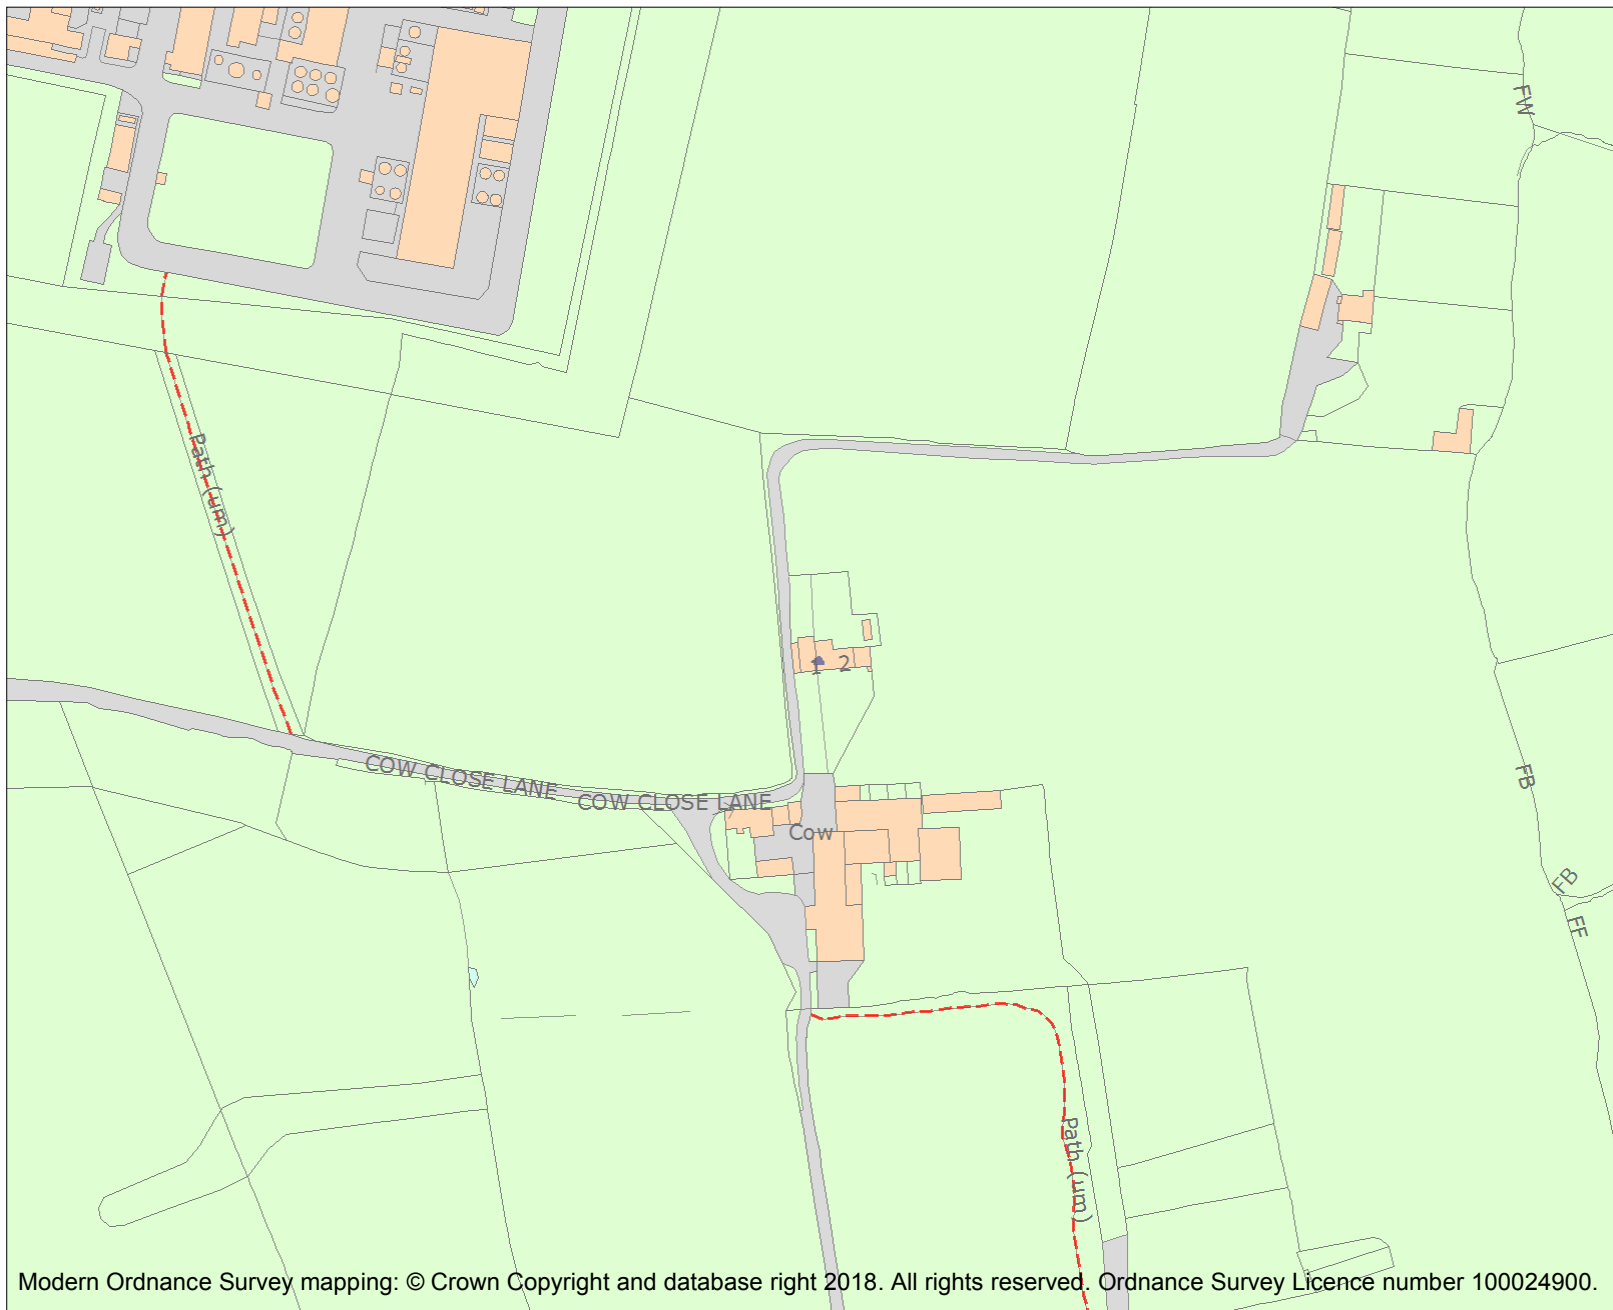 FW
Path (um)
1 2
COW CLOSE LANE
COW CLOSE LANE
FB
Cow
FB
FF
Path (um)
Modern Ordnance Survey mapping: © Crown Copyright and database right 2018. All rights reserved. Ordnance Survey Licence number 100024900.